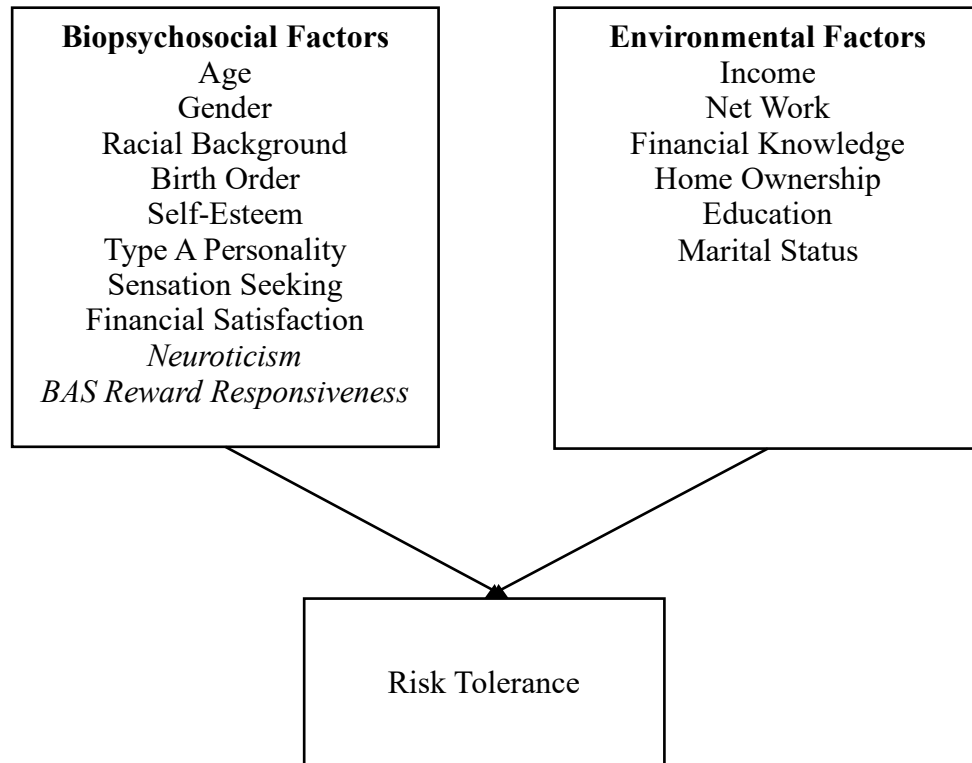 Biopsychosocial Factors
Age
Gender
Racial Background
Birth Order
Self-Esteem
Type A Personality
Sensation Seeking
Financial Satisfaction
Neuroticism
BAS Reward Responsiveness
Environmental Factors
Income
Net Work
Financial Knowledge
Home Ownership
Education
Marital Status
Risk Tolerance